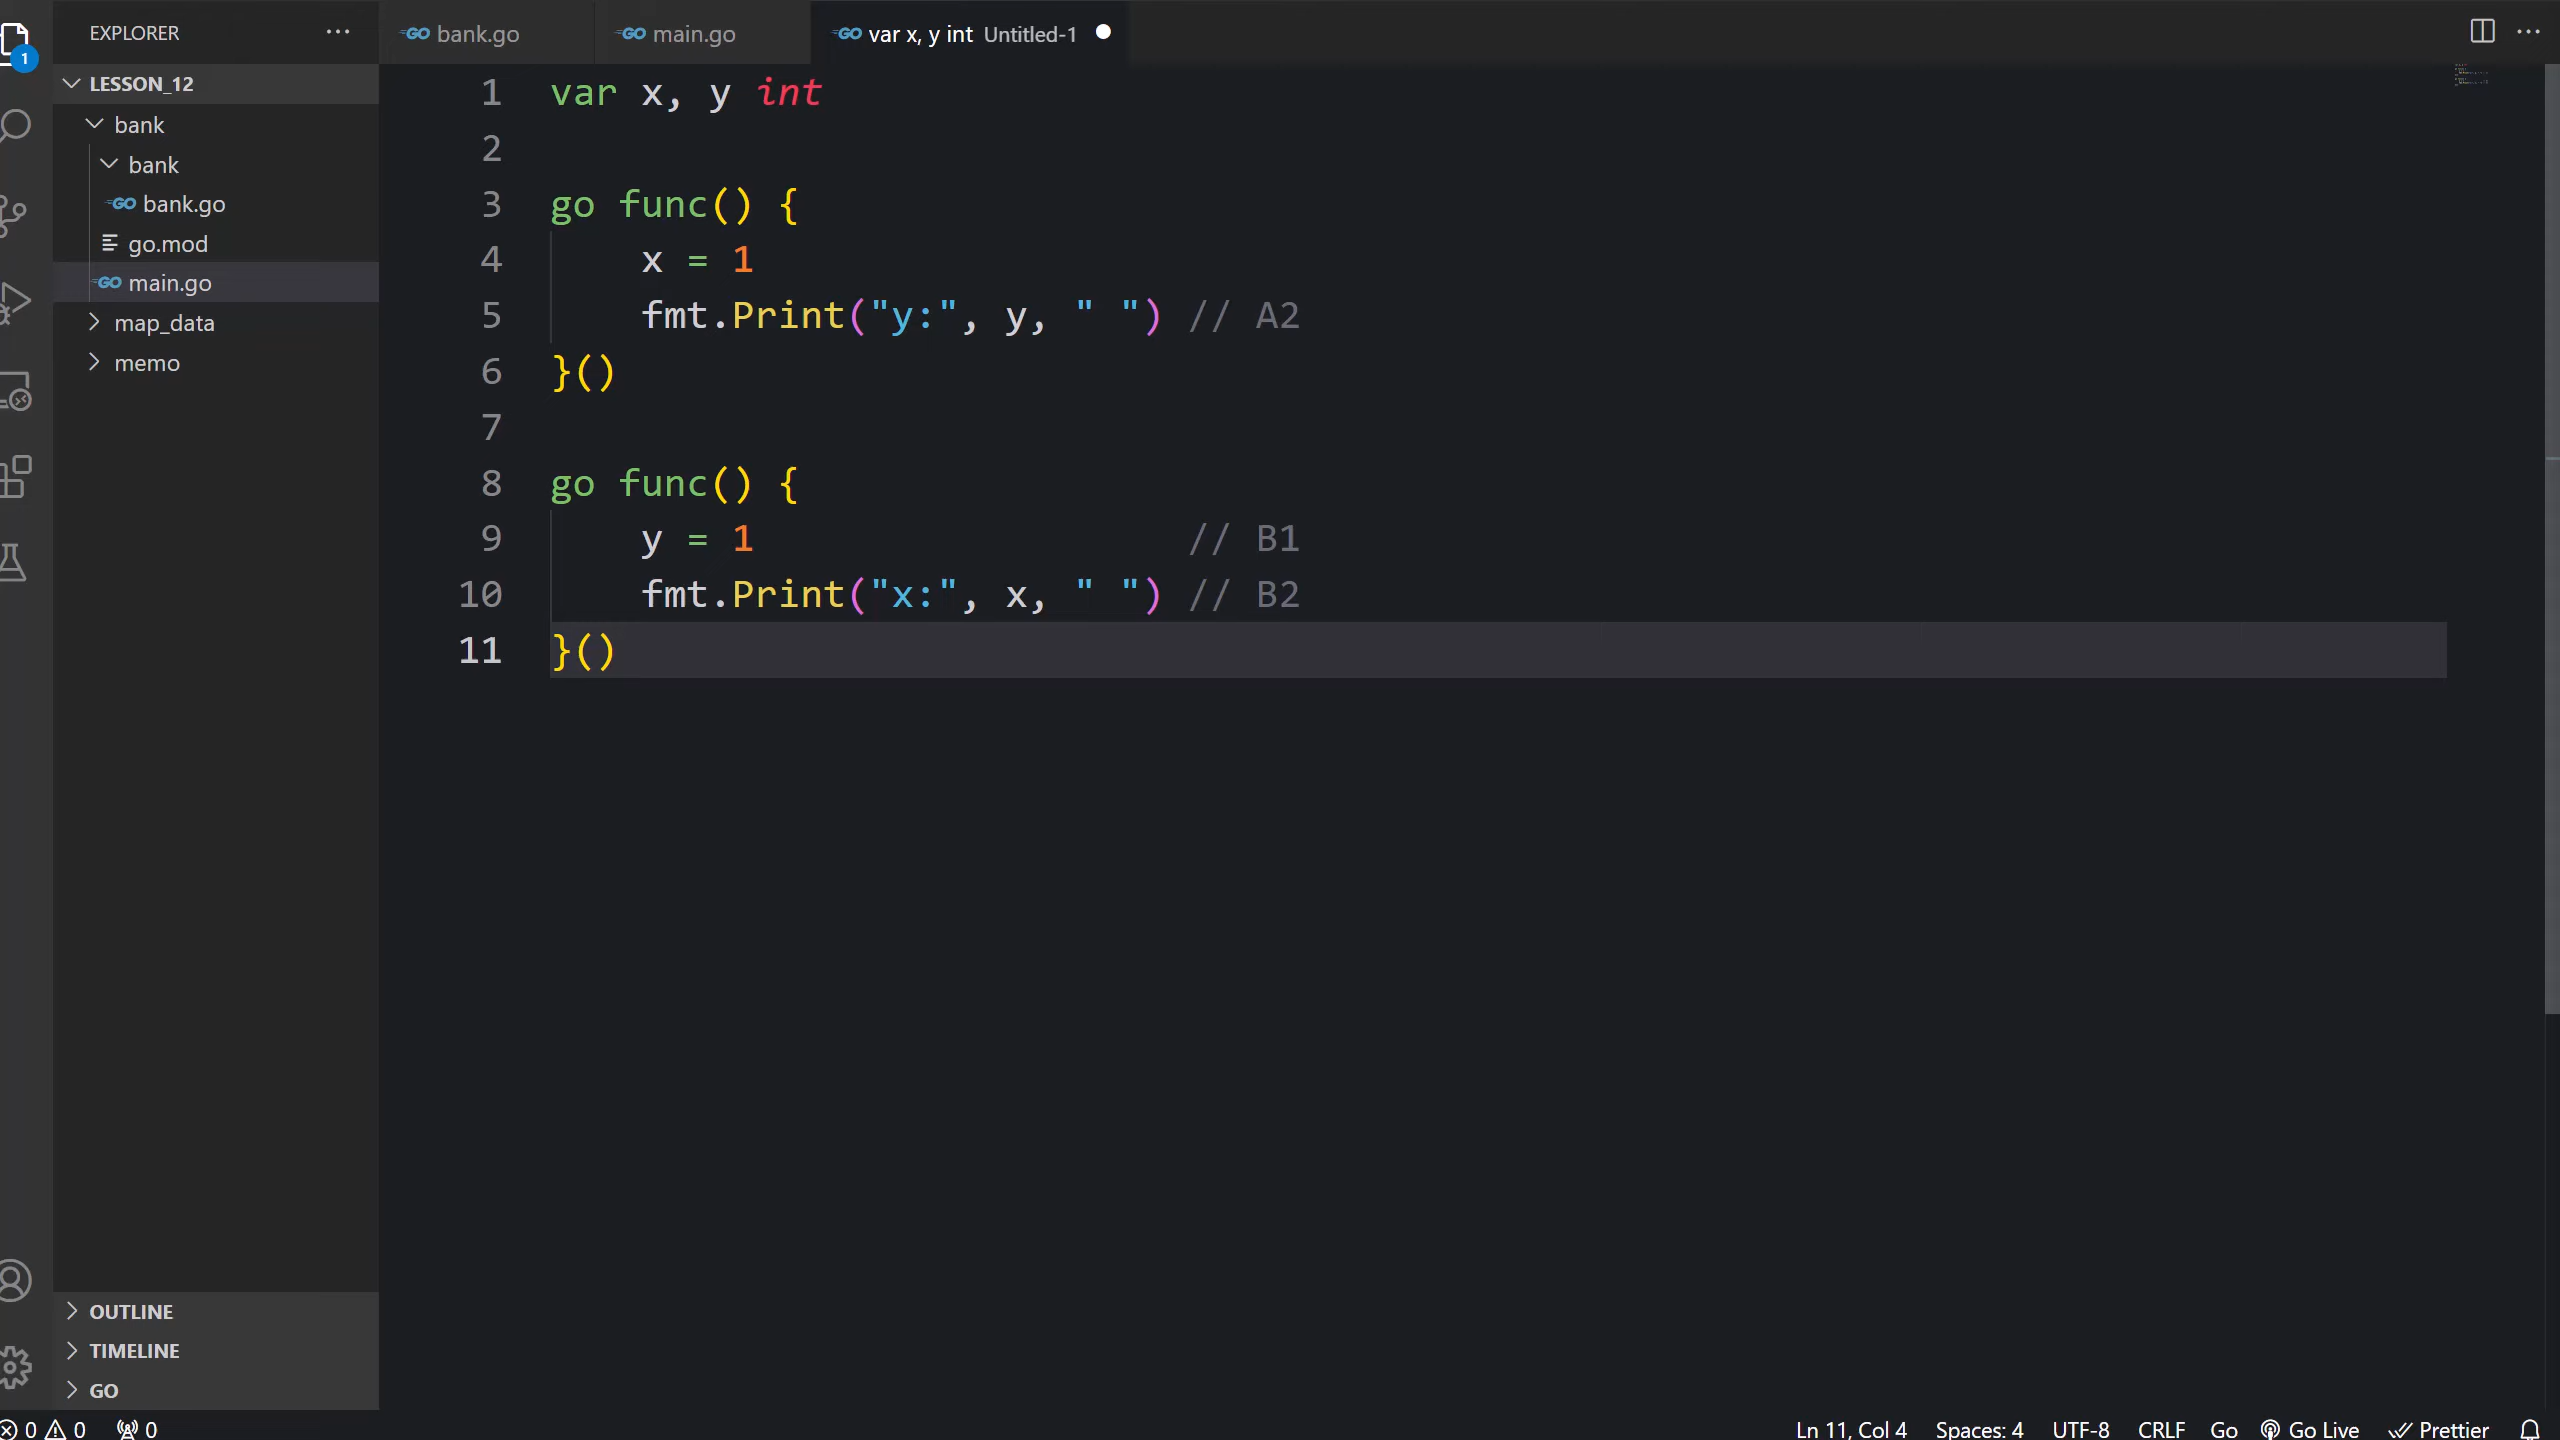 EXPLORER
bank.go
main.go
var x, y int Untitled-1
1
LESSON_12
bank
bank
bank.go
go.mod
main.go
map_data
memo
1 var x, y int
2
3 go func() {
4 x = 1
5 fmt.Print("y:", y, " ") // A2
6 }()
7
8 go func() {
9 y = 1 // B1
10 fmt.Print("x:", x, " ") // B2
11 }()
OUTLINE
TIMELINE
GO
0 0 0 Ln 11, Col 4 Spaces: 4 UTF-8 CRLF Go Go Live Prettier